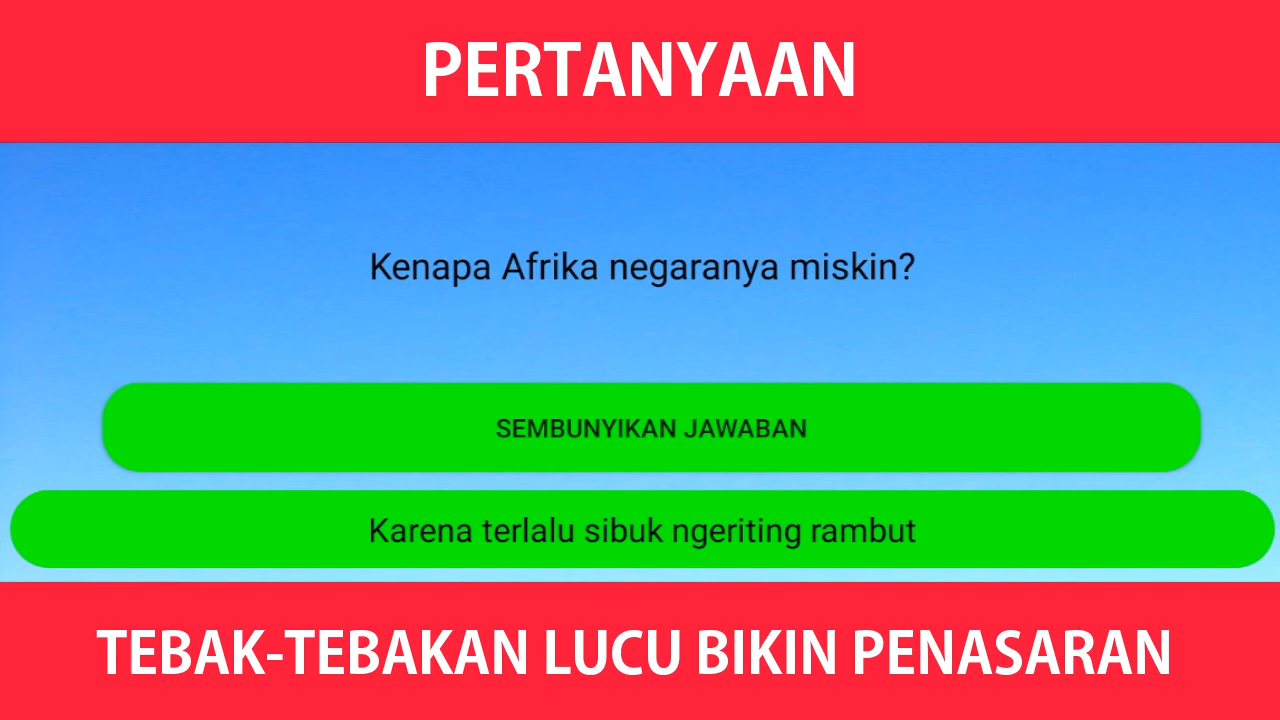 PERTANYAAN
Kenapa Afrika negaranya miskin?
SEMBUNYIKAN JAWABAN
Karena terlalu sibuk ngeriting rambut
TEBAK-TEBAKAN LUCU BIKIN PENASARAN